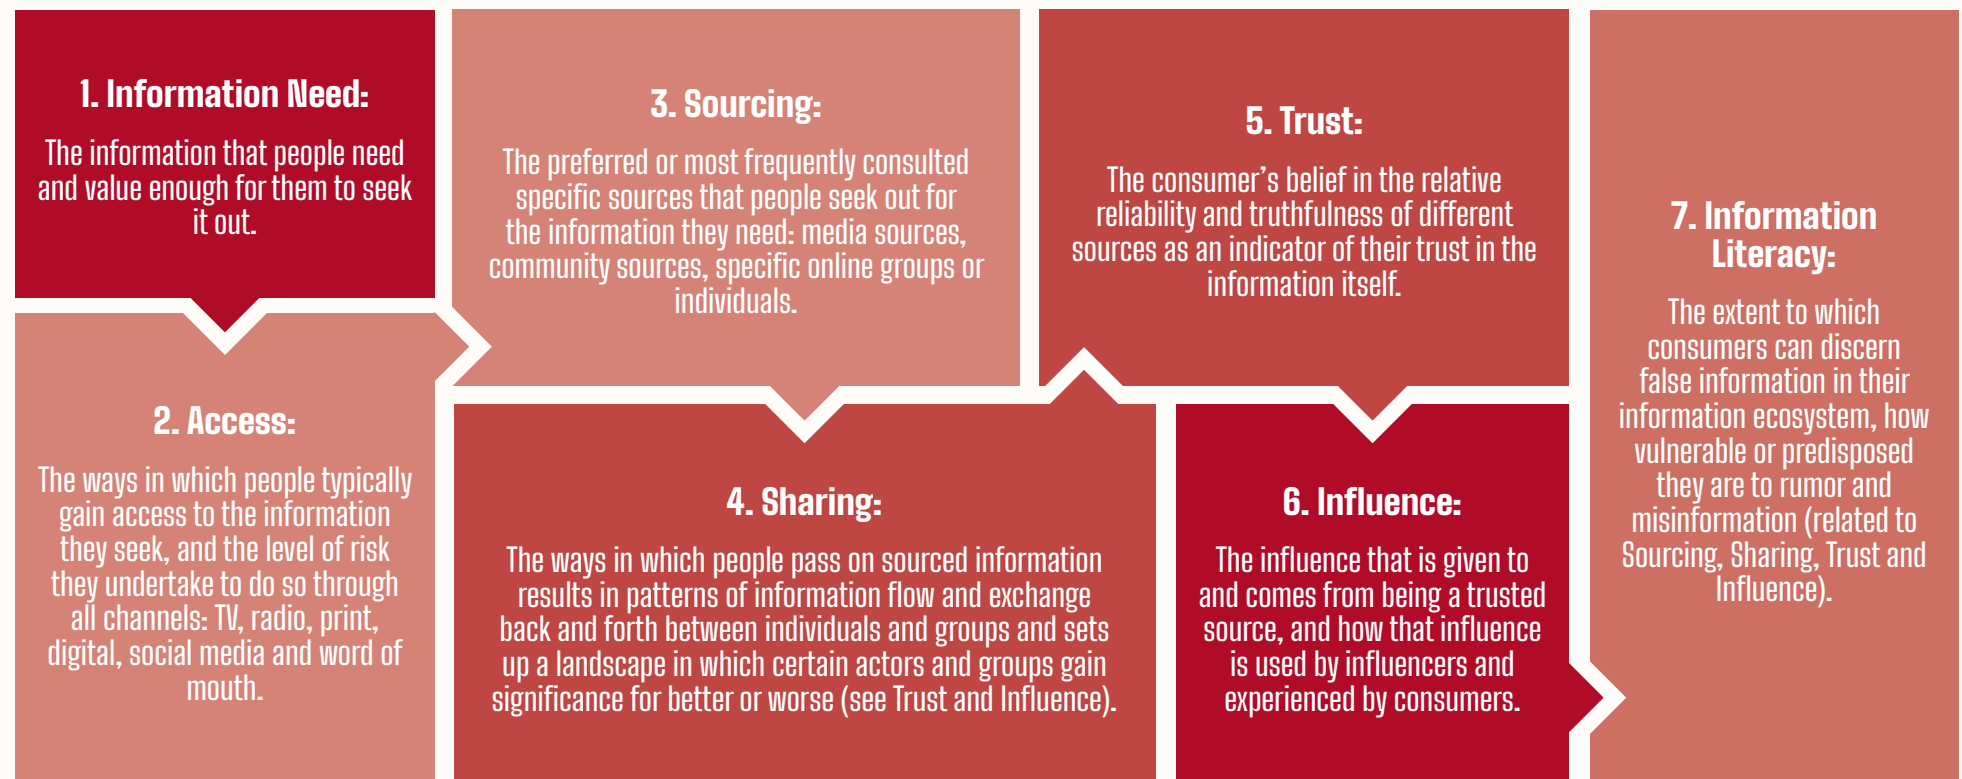 1. Information Need:
The information that people need
and value enough for them to seek
it out.
2. Access:
The ways in which people typically
gain access to the information
they seek, and the level of risk
they undertake to do so through
all channels: TV, radio, print,
digital, social media and word of
mouth.
3. Sourcing:
The preferred or most frequently consulted
specific sources that people seek out for
the information they need: media sources,
community sources, specific online groups or
individuals.
4. Sharing:
The ways in which people pass on sourced information
results in patterns of information flow and exchange
back and forth between individuals and groups and sets
up a landscape in which certain actors and groups gain
significance for better or worse (see Trust and Influence).
5. Trust:
The consumer’s belief in the relative
reliability and truthfulness of different
sources as an indicator of their trust in the
information itself.
6. Influence:
The influence that is given to
and comes from being a trusted
source, and how that influence
is used by influencers and
experienced by consumers.
7. Information
Literacy:
The extent to which
consumers can discern
false information in their
information ecosystem, how
vulnerable or predisposed
they are to rumor and
misinformation (related to
Sourcing, Sharing, Trust and
Influence).